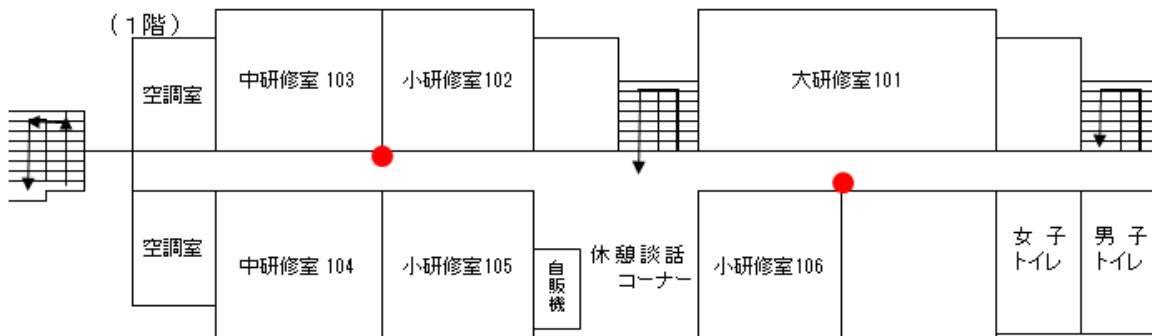 （1階）
空調室
中研修室 103
小研修室102
大研修室101
空調室
中研修室 104
小研修室105
自販機
休憩談話
コーナー
小研修室106
女 子
トイレ
男 子
トイレ